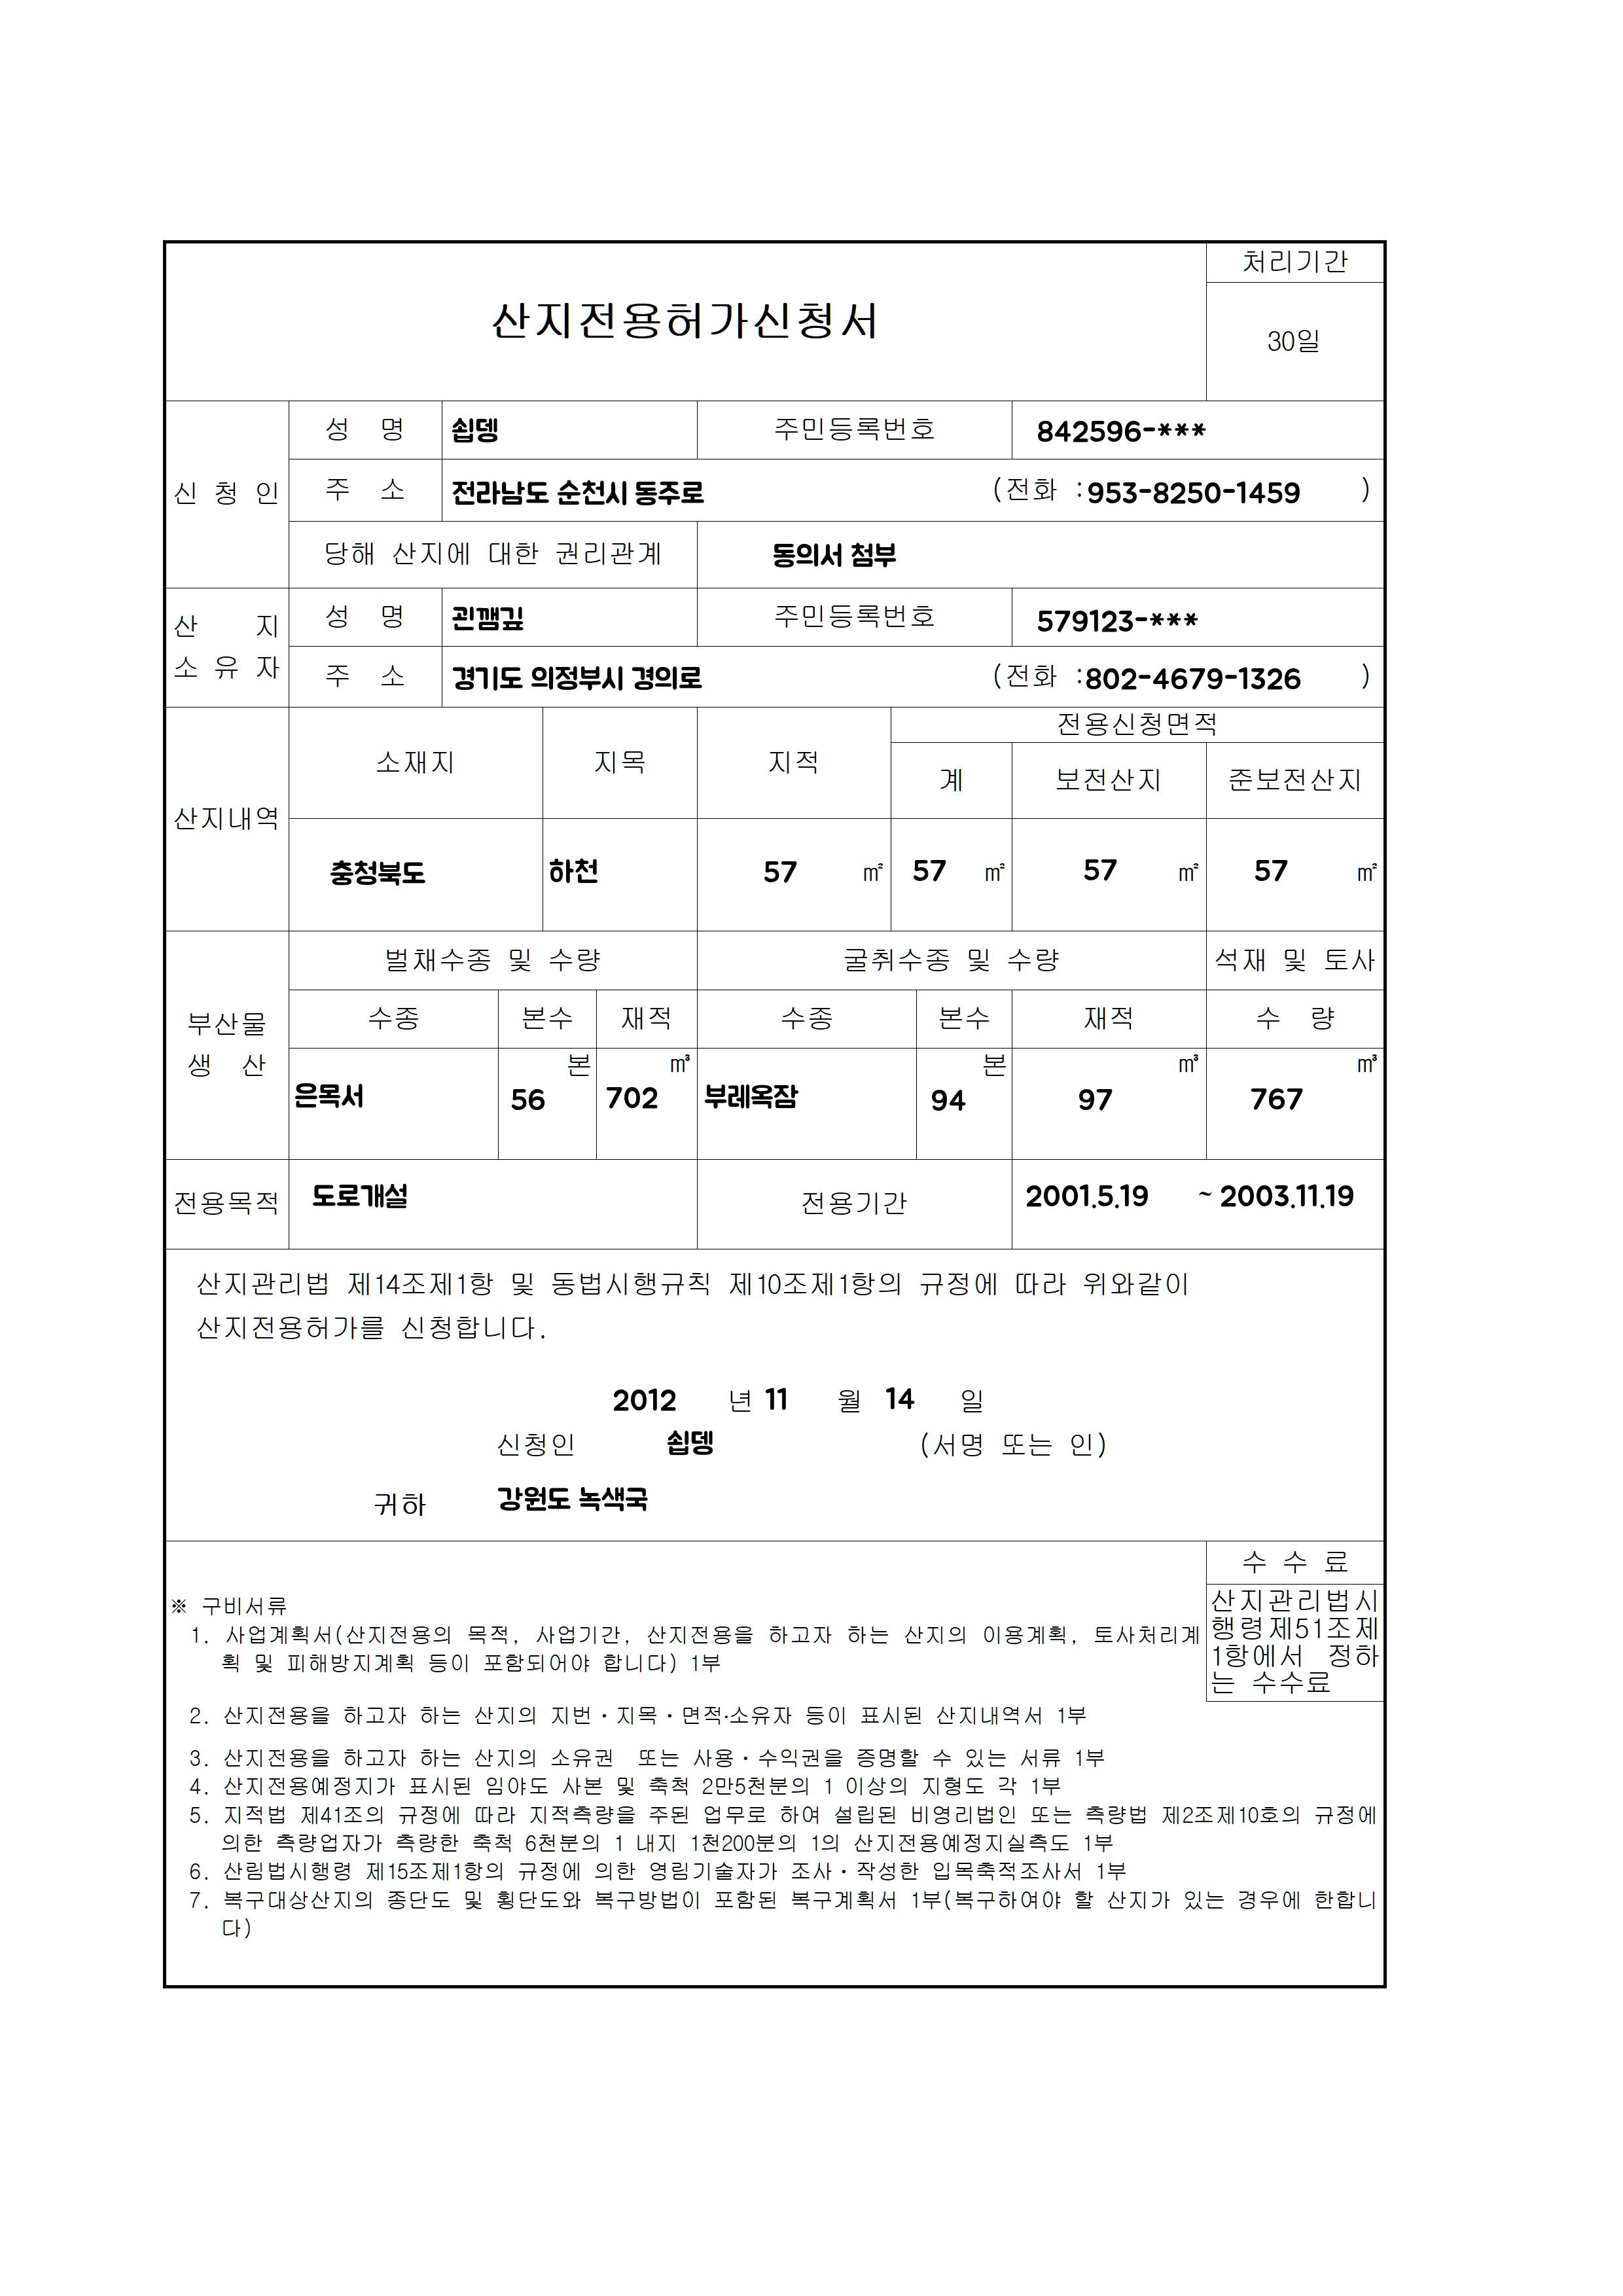 처리기간
산지전용허가신청서
30일
신 청 인
성 명 쇱뎅 주민등록번호 842596-***
주 소 전라남도 순천시 동주로 (전화 :953-8250-1459 )
당해 산지에 대한 권리관계 동의서 첨부
산 지
소 유 자
성 명 괸깸깊 주민등록번호 579123-***
주 소 경기도 의정부시 경의로 (전화 :802-4679-1326 )
산지내역
소재지 지목 지적 전용신청면적
계 보전산지 준보전산지
충청북도 하천 57 ㎡ 57 ㎡ 57 ㎡ 57 ㎡
부산물
생 산
벌채수종 및 수량 굴취수종 및 수량 석재 및 토사
수종 본수 재적 수종 본수 재적 수 량
본 ㎥ 본 ㎥ ㎥
은목서 56 702 부레옥잠 94 97 767
전용목적 도로개설 전용기간 2001.5.19 ~ 2003.11.19
산지관리법 제14조제1항 및 동법시행규칙 제10조제1항의 규정에 따라 위와같이
산지전용허가를 신청합니다.
2012 년 11 월 14 일
신청인 쇱뎅 (서명 또는 인)
귀하 강원도 녹색국
수 수 료
산지관리법시
행령제51조제
1항에서 정하
는 수수료
※ 구비서류
1. 사업계획서(산지전용의 목적, 사업기간, 산지전용을 하고자 하는 산지의 이용계획, 토사처리계
획 및 피해방지계획 등이 포함되어야 합니다) 1부
2. 산지전용을 하고자 하는 산지의 지번·지목·면적·소유자 등이 표시된 산지내역서 1부
3. 산지전용을 하고자 하는 산지의 소유권 또는 사용·수익권을 증명할 수 있는 서류 1부
4. 산지전용예정지가 표시된 임야도 사본 및 축척 2만5천분의 1 이상의 지형도 각 1부
5. 지적법 제41조의 규정에 따라 지적측량을 주된 업무로 하여 설립된 비영리법인 또는 측량법 제2조제10호의 규정에
의한 측량업자가 측량한 축척 6천분의 1 내지 1천200분의 1의 산지전용예정지실측도 1부
6. 산림법시행령 제15조제1항의 규정에 의한 영림기술자가 조사·작성한 입목축적조사서 1부
7. 복구대상산지의 종단도 및 횡단도와 복구방법이 포함된 복구계획서 1부(복구하여야 할 산지가 있는 경우에 한합니
다)